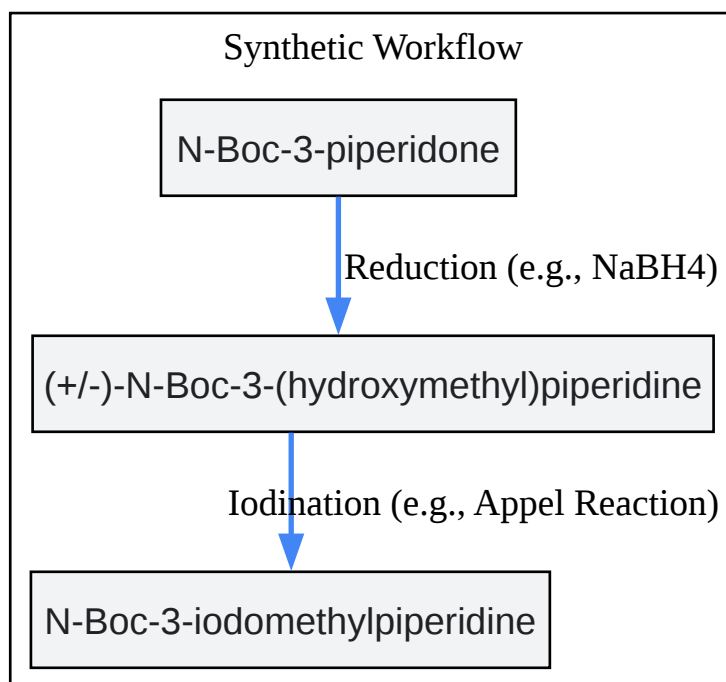 Synthetic Workflow
N-Boc-3-piperidone
Reduction (e.g., NaBH4)
(+/-)-N-Boc-3-(hydroxymethyl)piperidine
Iodination (e.g., Appel Reaction)
N-Boc-3-iodomethylpiperidine